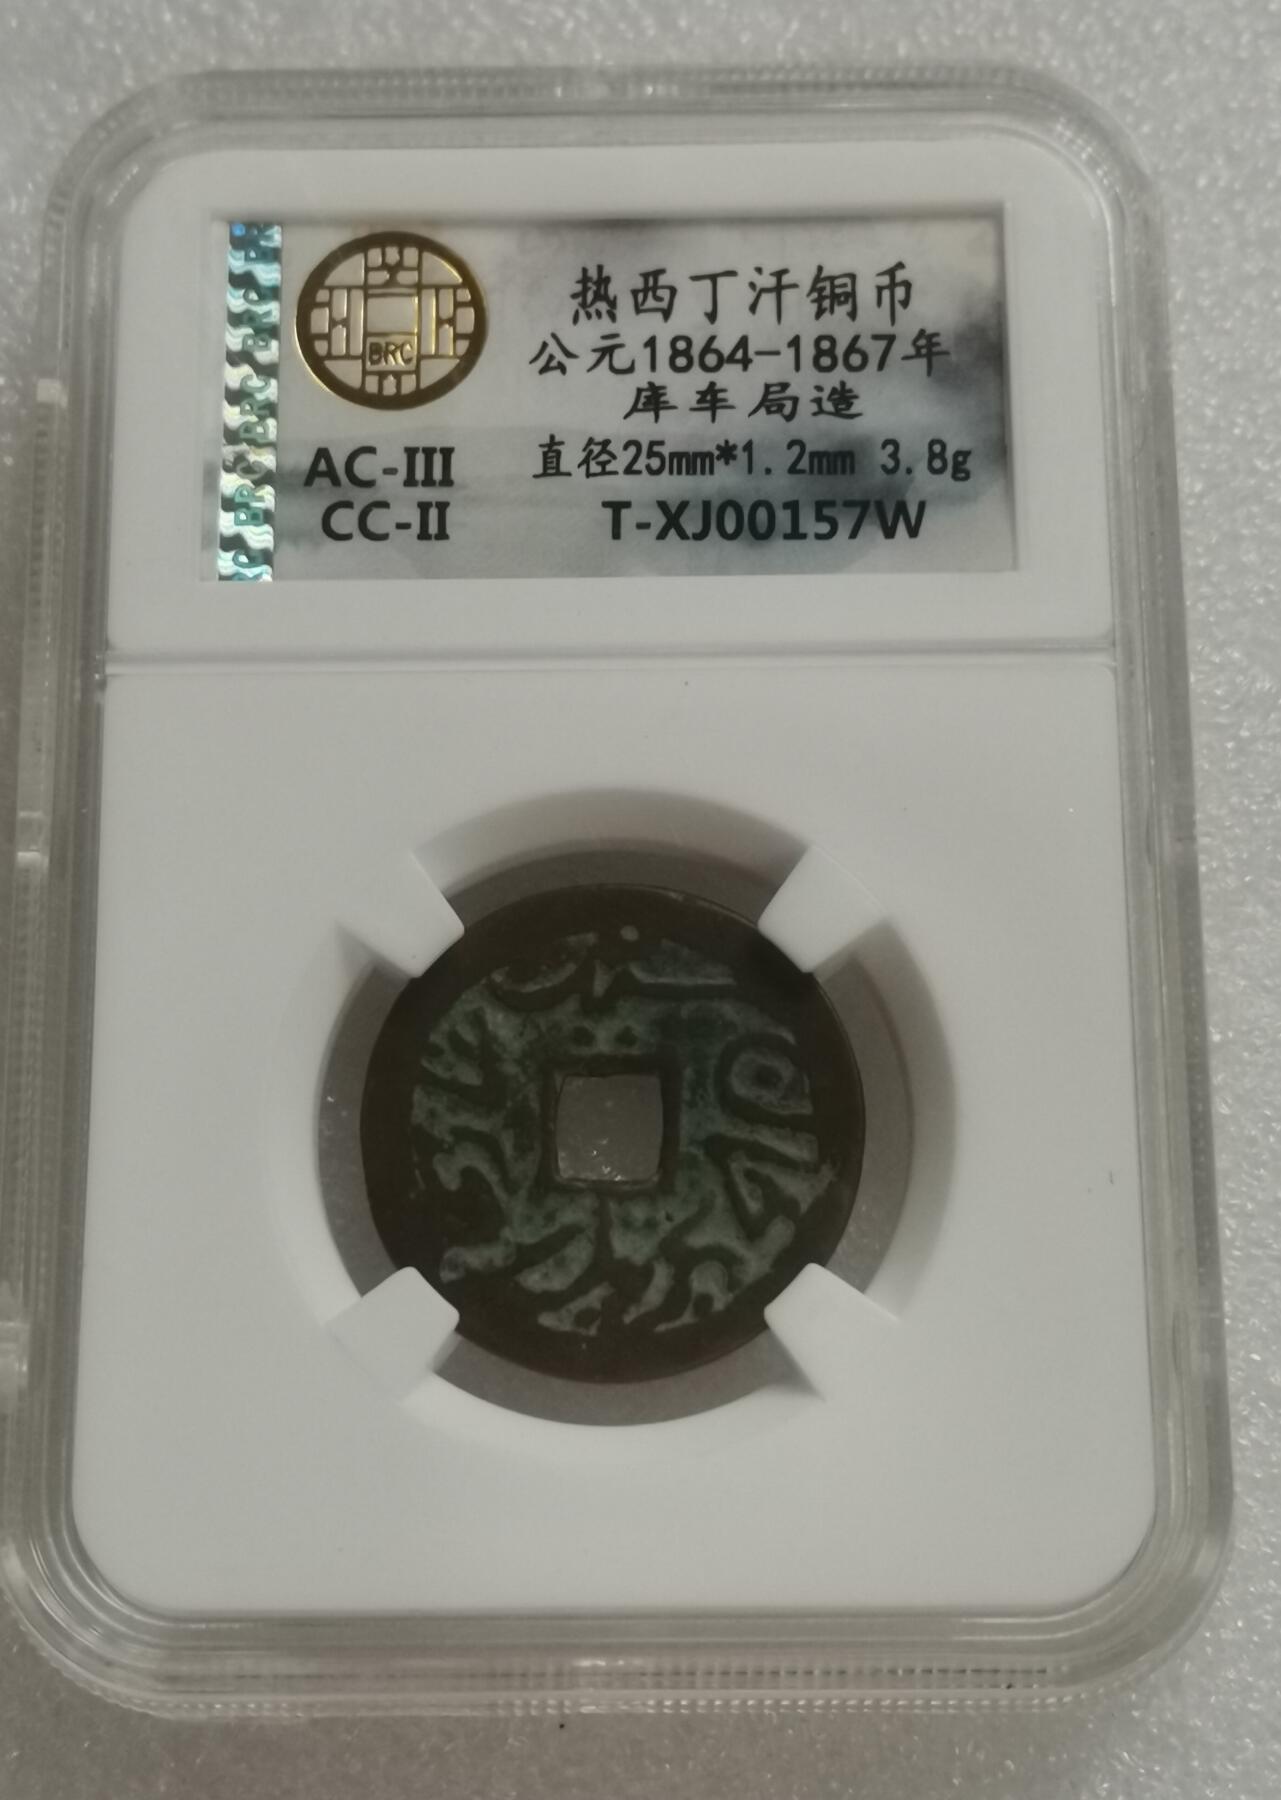 BRC
热西丁汗铜币
公元1864-1867年
库车局造
AC-III
直径25mm*1.2mm 3.8g
CC-II
T-XJ00157W